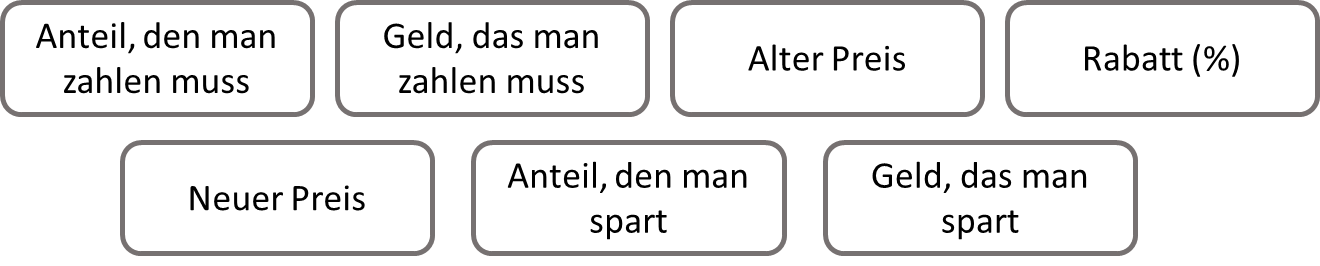 Anteil, den man
zahlen muss
Geld, das man
zahlen muss
Alter Preis
Rabatt (%)
Neuer Preis
Anteil, den man
spart
Geld, das man
spart